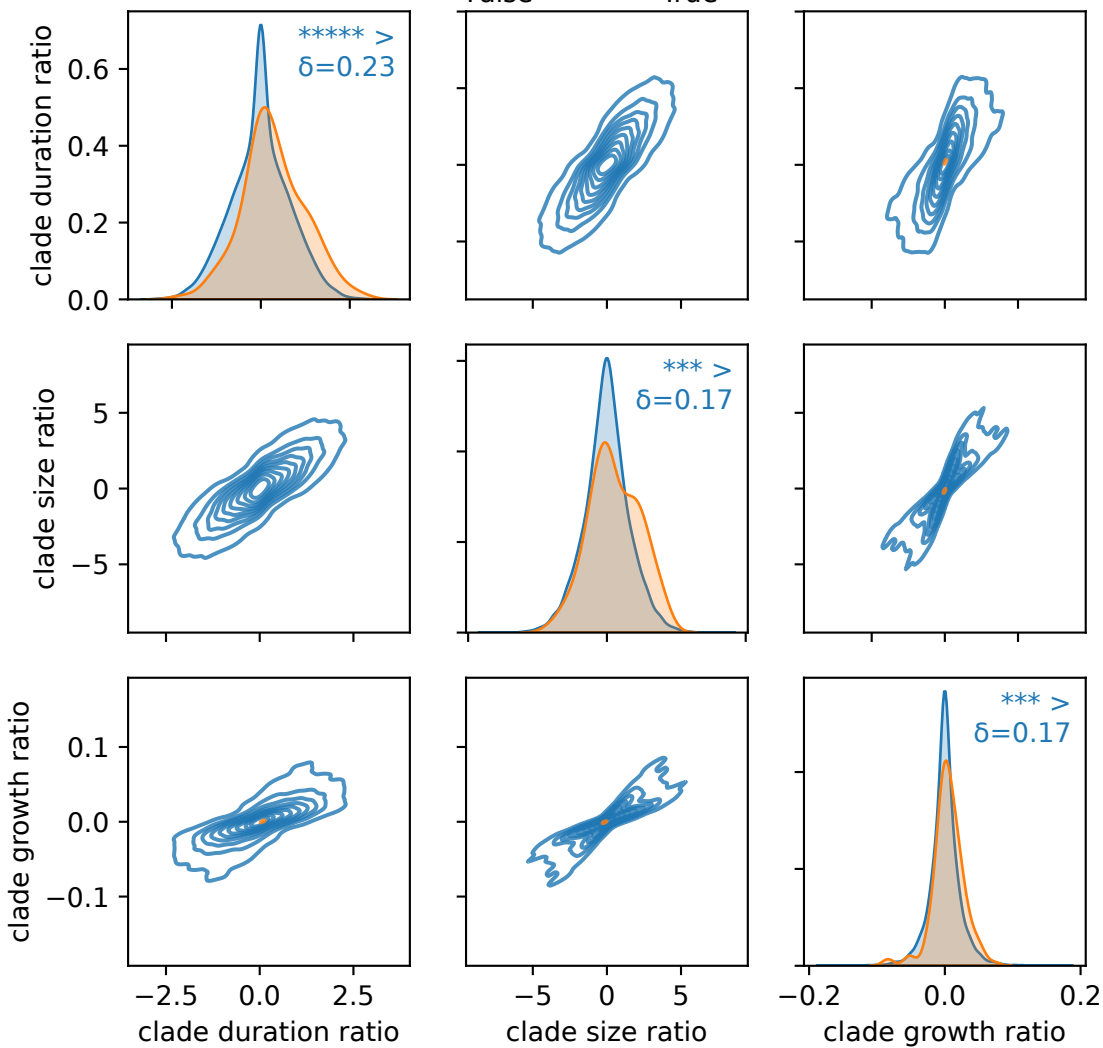 True
clade duration ratio
0.6
0.4
0.2
0.0
***** >
δ=0.23
clade size ratio
5
0
−5
*** >
δ=0.17
clade growth ratio
0.1
0.0
−0.1
*** >
δ=0.17
−2.5 0.0 2.5
−5 0 5
−0.2 0.0 0.2
clade duration ratio
clade size ratio
clade growth ratio